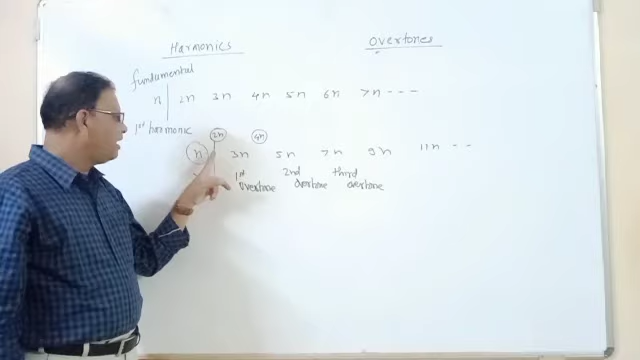 Harmonics Overtones
fundamental
n 2n 3n 4n 5n 6n 7n ---
1st harmonic
2n 4n
n 3n 5n 7n 9n 11n --
1st 2nd third
overtone overtone overtone